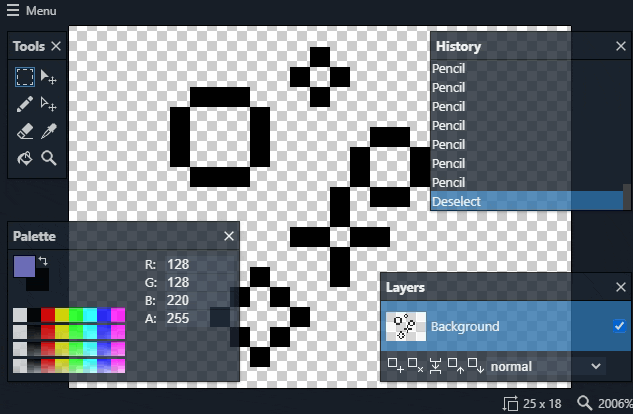 Menu
Tools
History
Pencil
Pencil
Pencil
Pencil
Pencil
Pencil
Pencil
Deselect
Palette
R: 128
G: 128
B: 220
A: 255
Layers
Background
normal
25 x 18
2006%